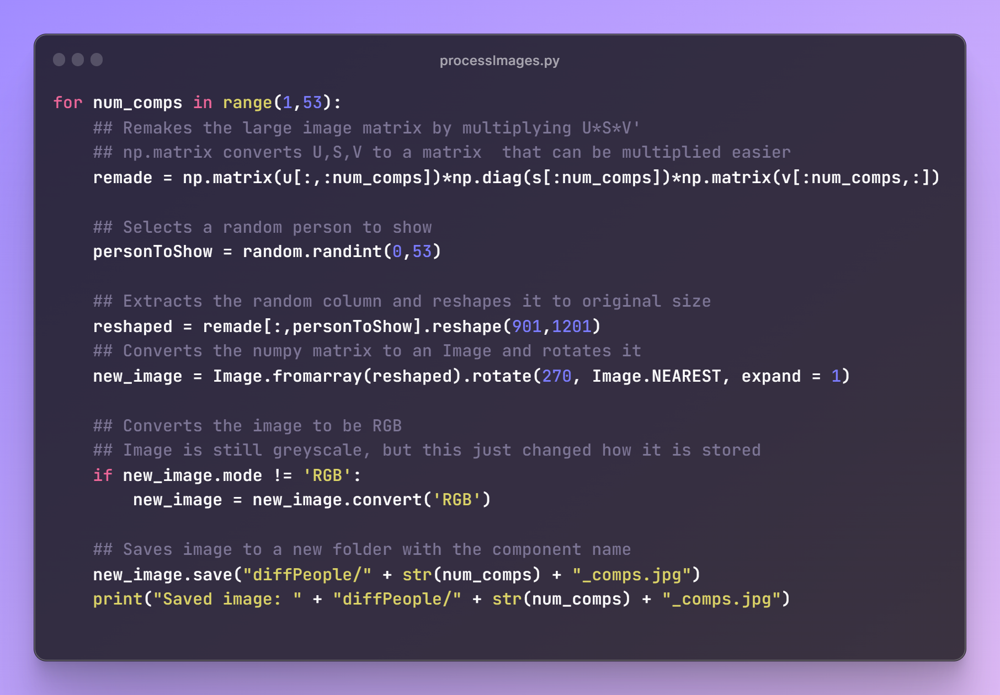 processImages.py
for num_comps in range(1,53):
    ## Remakes the large image matrix by multiplying U*S*V'
    ## np.matrix converts U,S,V to a matrix  that can be multiplied easier
    remade = np.matrix(u[:,:num_comps])*np.diag(s[:num_comps])*np.matrix(v[:num_comps,:])

    ## Selects a random person to show
    personToShow = random.randint(0,53)

    ## Extracts the random column and reshapes it to original size
    reshaped = remade[:,personToShow].reshape(901,1201)
    ## Converts the numpy matrix to an Image and rotates it
    new_image = Image.fromarray(reshaped).rotate(270, Image.NEAREST, expand = 1)

    ## Converts the image to be RGB
    ## Image is still greyscale, but this just changed how it is stored
    if new_image.mode != 'RGB':
        new_image = new_image.convert('RGB')

    ## Saves image to a new folder with the component name
    new_image.save("diffPeople/" + str(num_comps) + "_comps.jpg")
    print("Saved image: " + "diffPeople/" + str(num_comps) + "_comps.jpg")